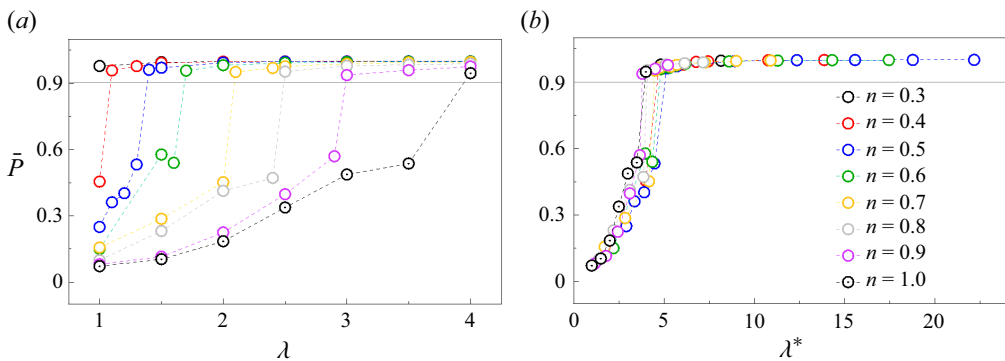 (a)
(b)
0.9
0.6
0.3
0
P̄
1
2
3
4
λ
0.9
0.6
0.3
0
0
5
10
15
20
λ*
n = 0.3
n = 0.4
n = 0.5
n = 0.6
n = 0.7
n = 0.8
n = 0.9
n = 1.0